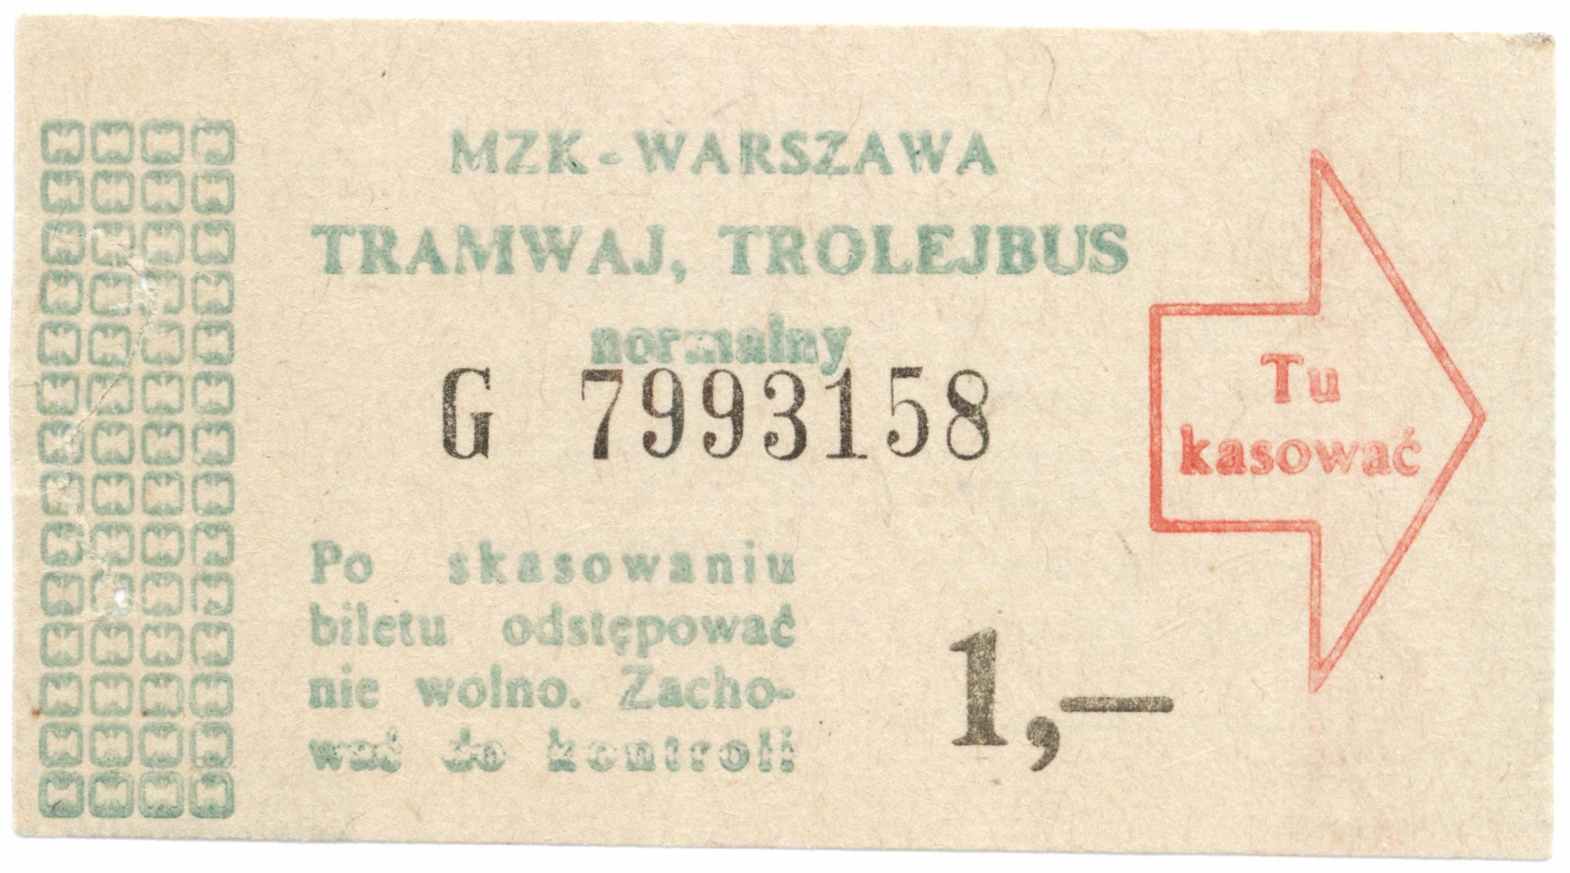 MZK-WARSZAWA
TRAMWAJ, TROLEJBUS
normalny
G 7993158
Tu
kasować
Po skasowaniu
biletu odstępować
nie wolno. Zacho-
wać do kontroli
1,—